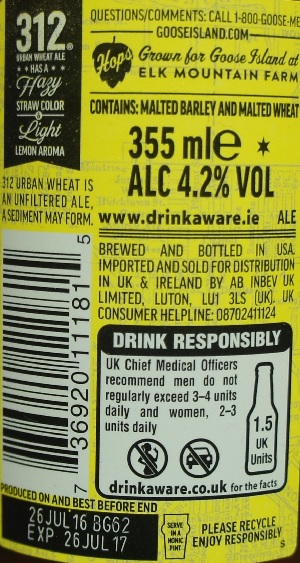 312®
URBAN WHEAT ALE
HAS A
Hazy
STRAW COLOR
&
Light
LEMON AROMA
QUESTIONS/COMMENTS: CALL 1-800-GOOSE-ME
GOOSEISLAND.COM
Hops
Grown for Goose Island at
ELK MOUNTAIN FARM
CONTAINS: MALTED BARLEY AND MALTED WHEAT
355 mle
ALC 4.2% VOL
312 URBAN WHEAT IS
AN UNFILTERED ALE,
A SEDIMENT MAY FORM.
www.drinkaware.ie ALE
BREWED AND BOTTLED IN USA.
IMPORTED AND SOLD FOR DISTRIBUTION
IN UK & IRELAND BY AB INBEV UK
LIMITED, LUTON, LU1 3LS (UK). UK
CONSUMER HELPLINE: 08702411124
7 36920 11181 5
DRINK RESPONSIBLY
UK Chief Medical Officers
recommend men do not
regularly exceed 3–4 units
daily and women, 2–3
units daily
1.5
UK
Units
drinkaware.co.uk for the facts
PRODUCED ON AND BEST BEFORE END
26JUL16 BG62
EXP 26JUL17
SERVE
IN A
NONIC
PINT
PLEASE RECYCLE
ENJOY RESPONSIBLY
S